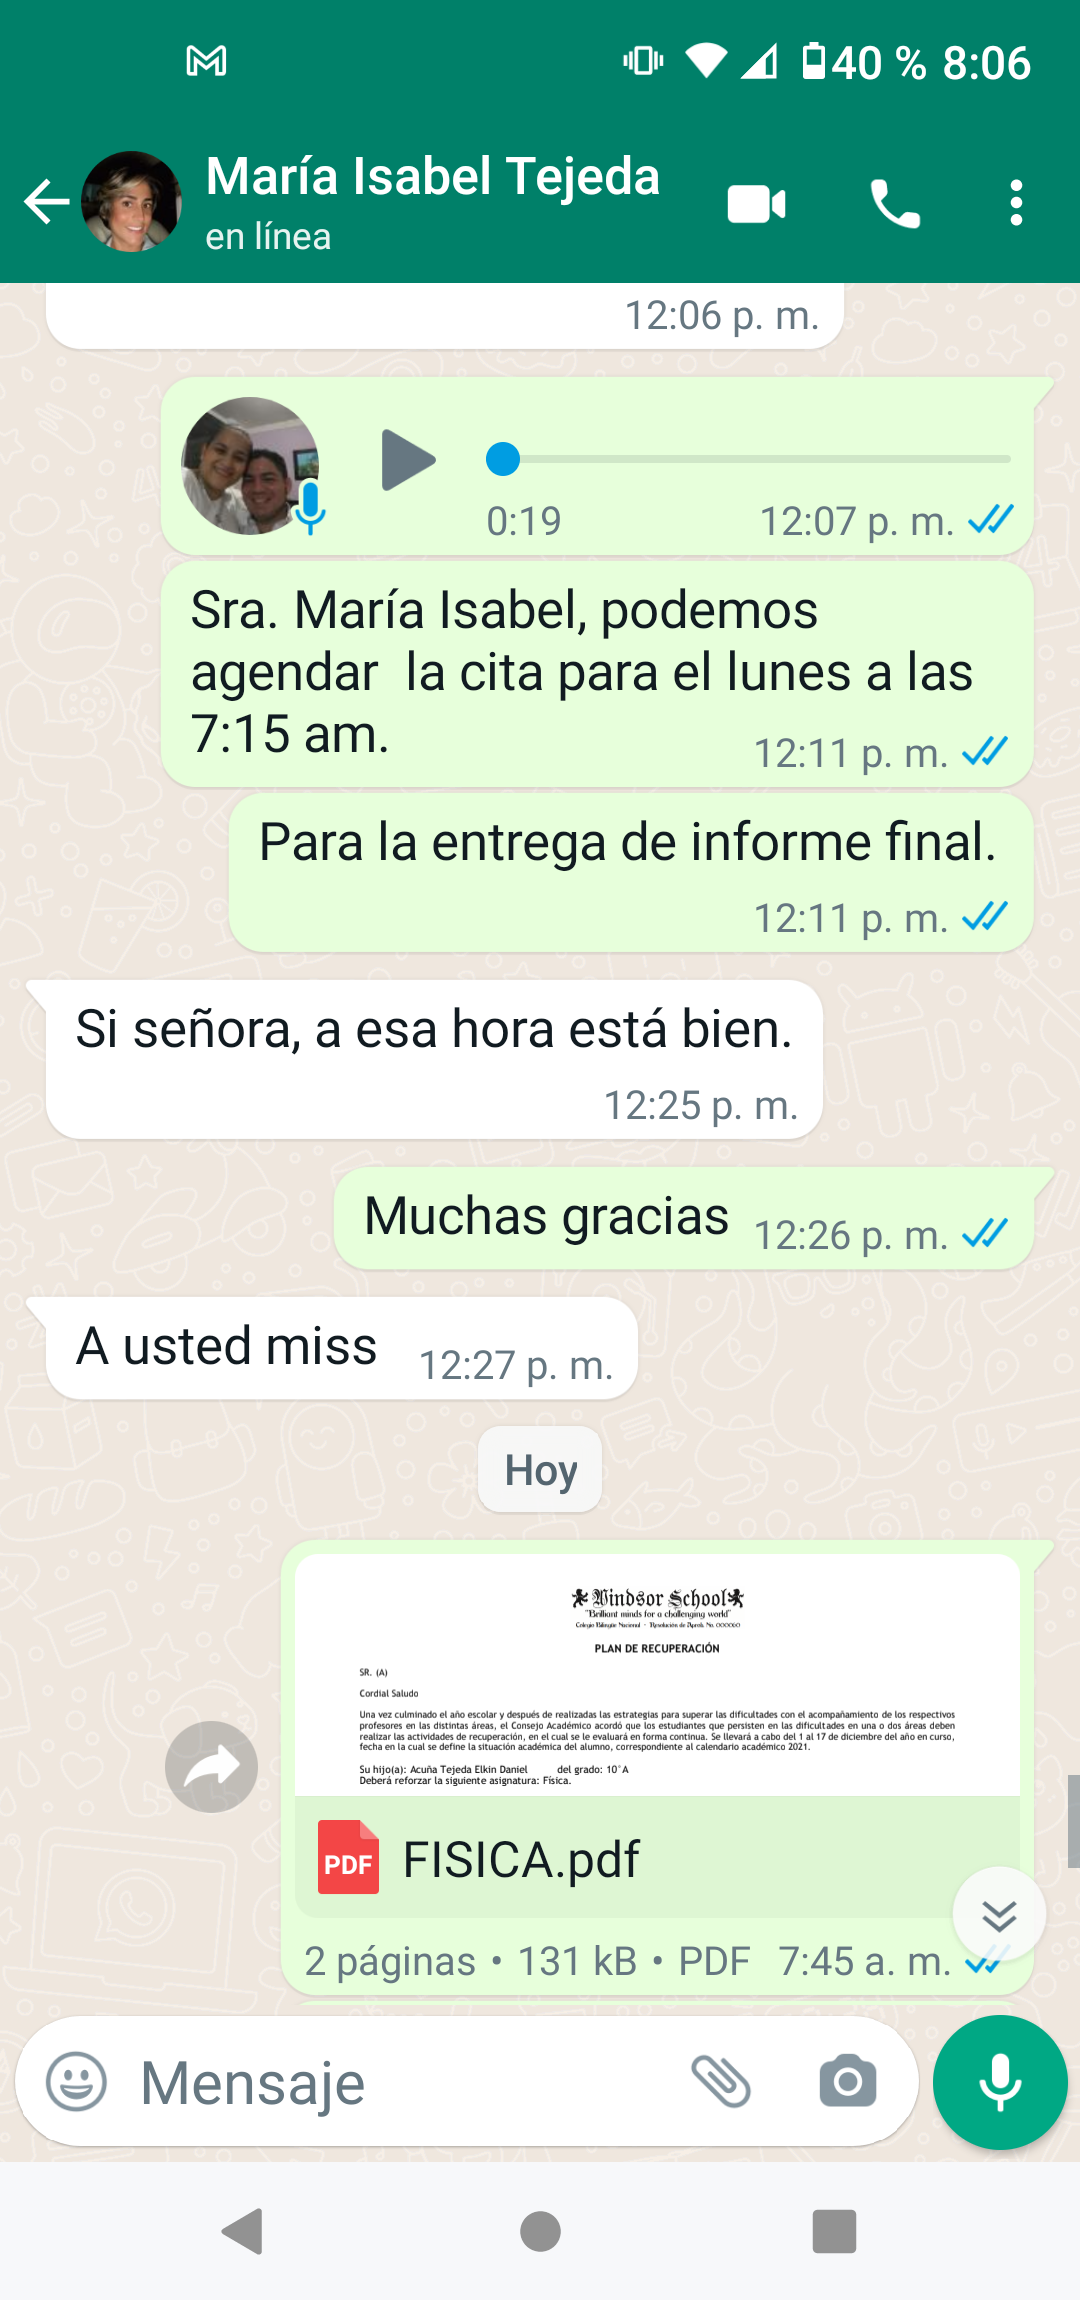 40 % 8:06
María Isabel Tejeda
en línea
12:06 p. m.
0:19 12:07 p. m.
Sra. María Isabel, podemos
agendar  la cita para el lunes a las
7:15 am.
12:11 p. m.
Para la entrega de informe final.
12:11 p. m.
Si señora, a esa hora está bien.
12:25 p. m.
Muchas gracias 12:26 p. m.
A usted miss 12:27 p. m.
Hoy
Windsor School
"Brilliant minds for a challenging world"
Colegio Bilingüe Nacional - Resolución de Aprob. No. 000060
PLAN DE RECUPERACIÓN
SR. (A)
Cordial Saludo
Una vez culminado el año escolar y después de realizadas las estrategias para superar las dificultades con el acompañamiento de los respectivos
profesores en las distintas áreas, el Consejo Académico acordó que los estudiantes que persisten en las dificultades en una o dos áreas deben
realizar las actividades de recuperación, en el cual se le evaluará en forma continua. Se llevará a cabo del 1 al 17 de diciembre del año en curso,
fecha en la cual se define la situación académica del alumno, correspondiente al calendario académico 2021.
Su hijo(a): Acuña Tejeda Elkin Daniel del grado: 10°A
Deberá reforzar la siguiente asignatura: Física.
PDF FISICA.pdf
2 páginas • 131 kB • PDF 7:45 a. m.
Mensaje